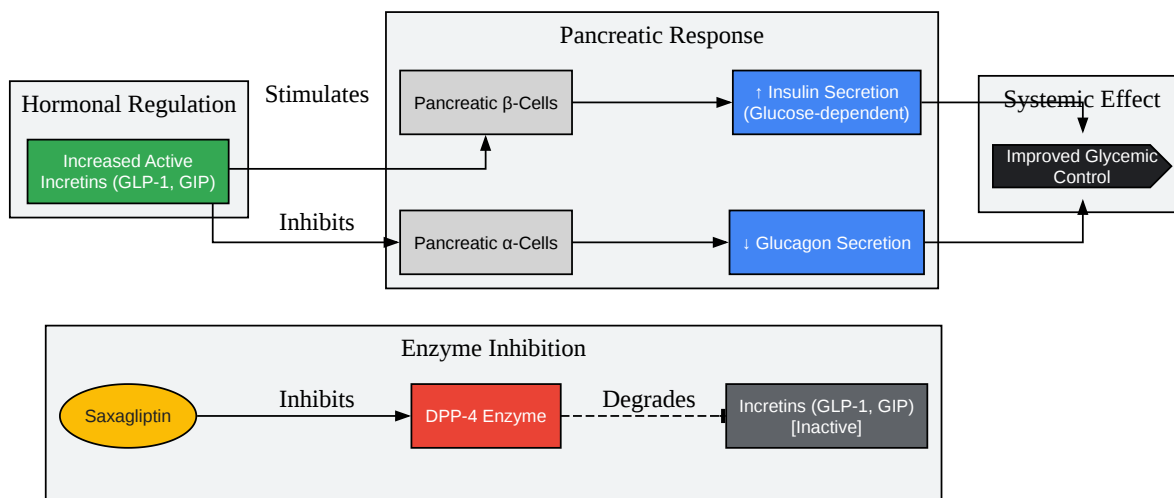 Pancreatic Response
Hormonal Regulation
Stimulates
Pancreatic β-Cells
↑ Insulin Secretion
(Glucose-dependent)
Systemic Effect
Increased Active
Incretins (GLP-1, GIP)
Improved Glycemic
Control
Inhibits
Pancreatic α-Cells
↓ Glucagon Secretion
Enzyme Inhibition
Saxagliptin
Inhibits
DPP-4 Enzyme
Degrades
Incretins (GLP-1, GIP)
[Inactive]